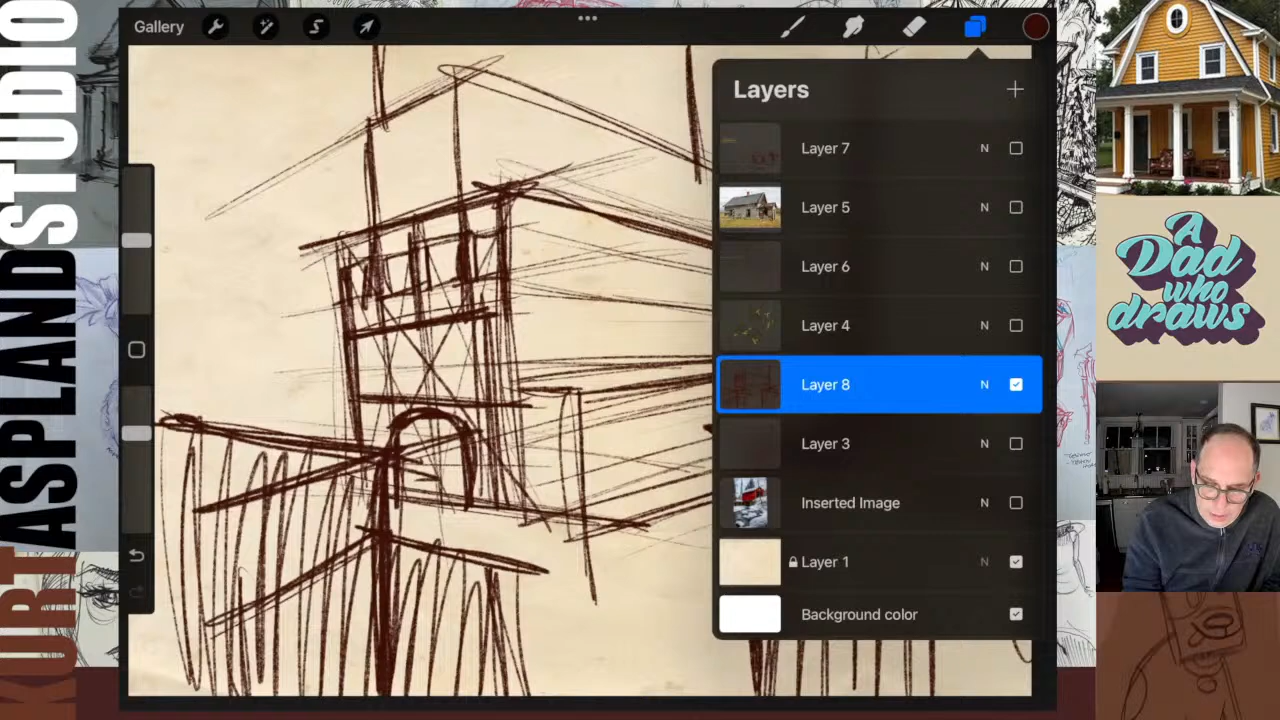 KURT ASPLAND STUDIO
Gallery
Layers
Layer 7
N
Layer 5
N
Layer 6
N
Layer 4
N
Layer 8
N
Layer 3
N
Inserted Image
N
Layer 1
N
Background color
A
Dad
who
draws